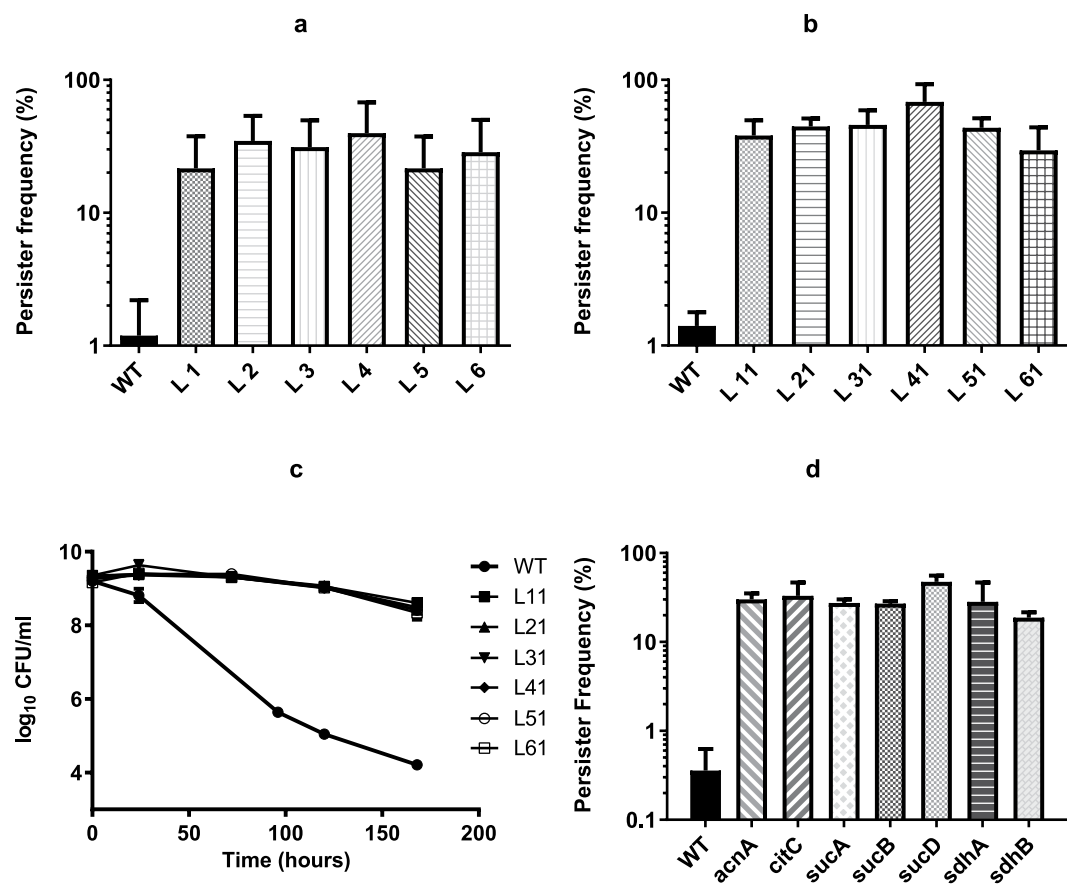 a
Persister frequency (%)
100
10
1
WT
L 1
L 2
L 3
L 4
L 5
L 6
b
Persister frequency (%)
100
10
1
WT
L 11
L 21
L 31
L 41
L 51
L 61
c
log10 CFU/ml
10
8
6
4
0
50
100
150
200
Time (hours)
WT
L11
L21
L31
L41
L51
L61
d
Persister Frequency (%)
100
10
1
0.1
WT
acnA
citC
sucA
sucB
sucD
sdhA
sdhB